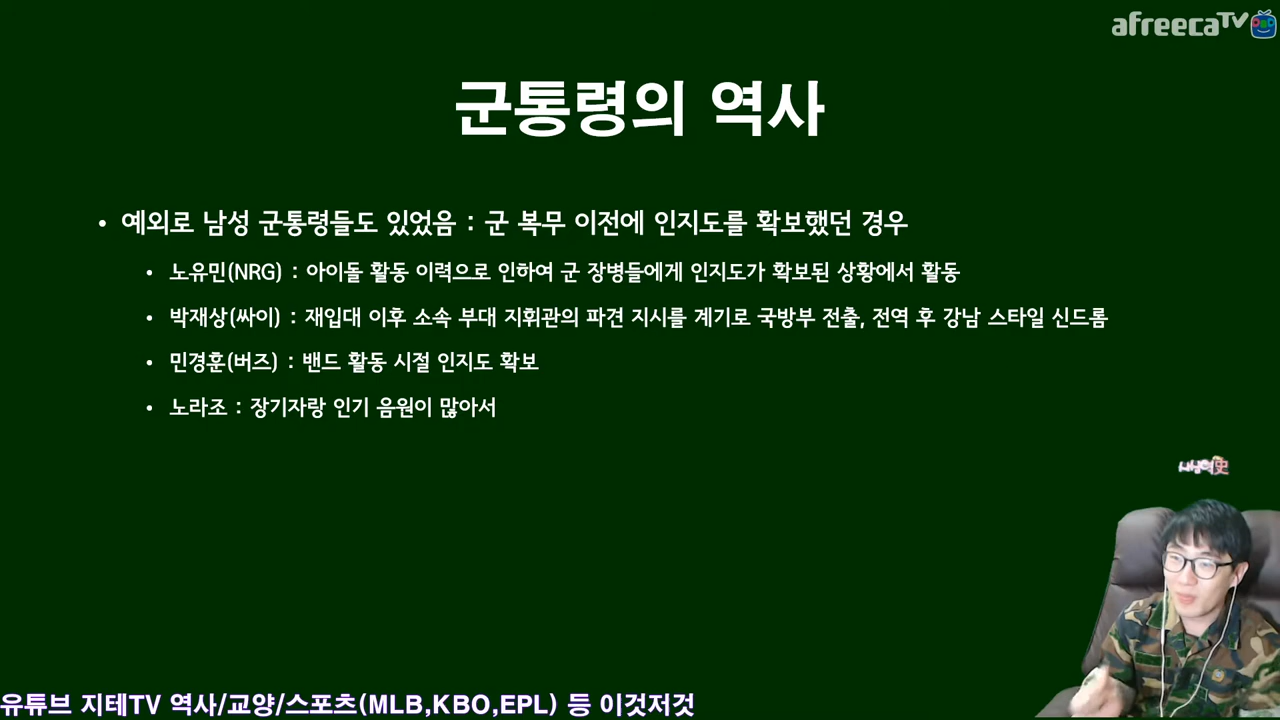 afreecaTV
군통령의 역사
• 예외로 남성 군통령들도 있었음 : 군 복무 이전에 인지도를 확보했던 경우
• 노유민(NRG) : 아이돌 활동 이력으로 인하여 군 장병들에게 인지도가 확보된 상황에서 활동
• 박재상(싸이) : 재입대 이후 소속 부대 지휘관의 파견 지시를 계기로 국방부 전출, 전역 후 강남 스타일 신드롬
• 민경훈(버즈) : 밴드 활동 시절 인지도 확보
• 노라조 : 장기자랑 인기 음원이 많아서
유튜브 지테TV 역사/교양/스포츠(MLB,KBO,EPL) 등 이것저것